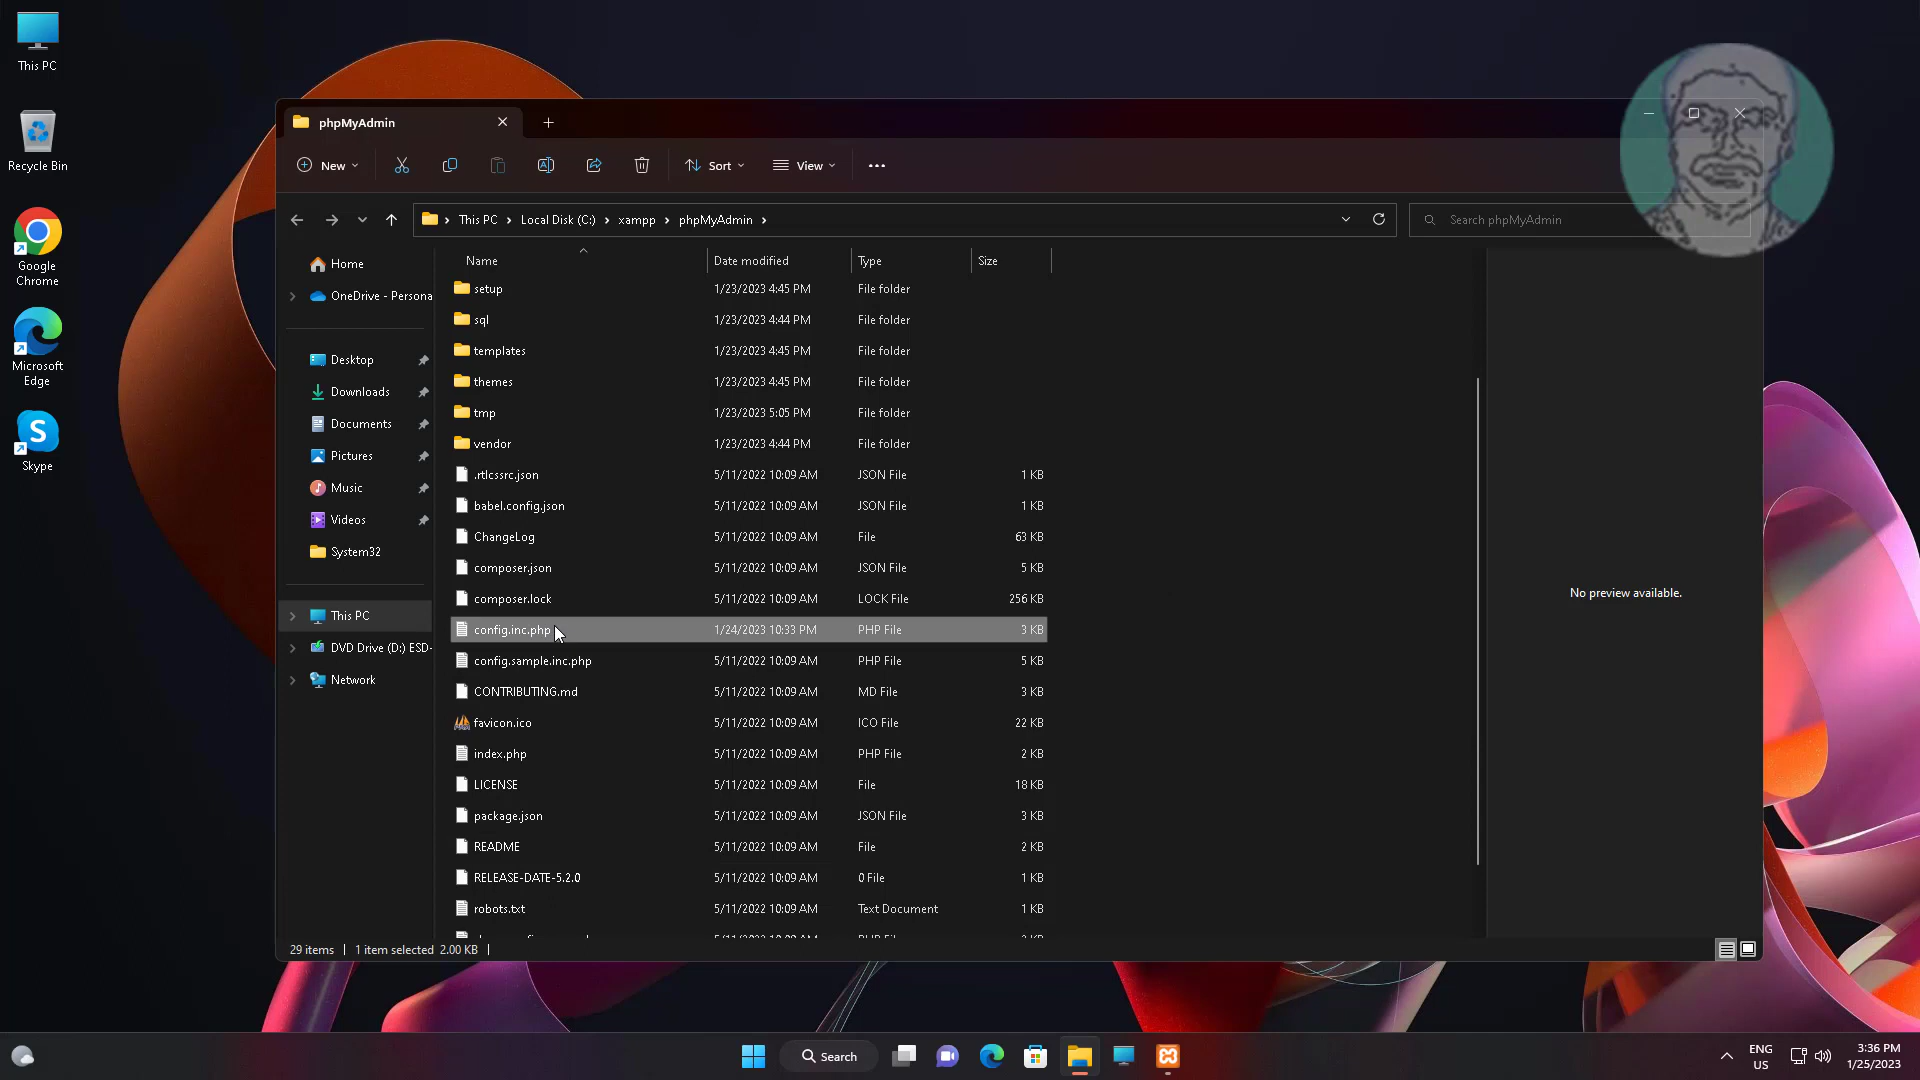 This PC
Recycle Bin
Google
Chrome
Microsoft
Edge
S
Skype
phpMyAdmin
New
Sort
View
This PC
Local Disk (C:)
xampp
phpMyAdmin
Search phpMyAdmin
Home
OneDrive - Persona
Desktop
Downloads
Documents
Pictures
Music
Videos
System32
This PC
DVD Drive (D:) ESD-
Network
Name Date modified Type Size
setup 1/23/2023 4:45 PM File folder
sql 1/23/2023 4:44 PM File folder
templates 1/23/2023 4:45 PM File folder
themes 1/23/2023 4:45 PM File folder
tmp 1/23/2023 5:05 PM File folder
vendor 1/23/2023 4:44 PM File folder
.rtlcssrc.json 5/11/2022 10:09 AM JSON File 1 KB
babel.config.json 5/11/2022 10:09 AM JSON File 1 KB
ChangeLog 5/11/2022 10:09 AM File 63 KB
composer.json 5/11/2022 10:09 AM JSON File 5 KB
composer.lock 5/11/2022 10:09 AM LOCK File 256 KB
config.inc.php 1/24/2023 10:33 PM PHP File 3 KB
config.sample.inc.php 5/11/2022 10:09 AM PHP File 5 KB
CONTRIBUTING.md 5/11/2022 10:09 AM MD File 3 KB
favicon.ico 5/11/2022 10:09 AM ICO File 22 KB
index.php 5/11/2022 10:09 AM PHP File 2 KB
LICENSE 5/11/2022 10:09 AM File 18 KB
package.json 5/11/2022 10:09 AM JSON File 3 KB
README 5/11/2022 10:09 AM File 2 KB
RELEASE-DATE-5.2.0 5/11/2022 10:09 AM 0 File 1 KB
robots.txt 5/11/2022 10:09 AM Text Document 1 KB
No preview available.
29 items 1 item selected 2.00 KB
Search
ENG
US
3:36 PM
1/25/2023